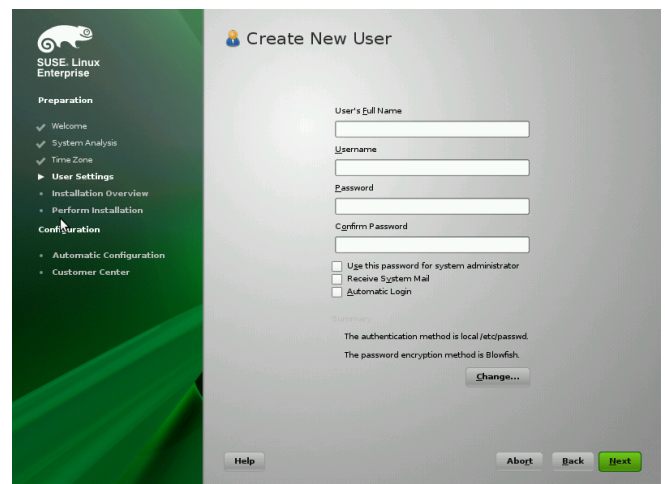 SUSE. Linux
Enterprise
Preparation
Welcome
System Analysis
Time Zone
User Settings
Installation Overview
Perform Installation
Configuration
Automatic Configuration
Customer Center
Create New User
User's Full Name
Username
Password
Confirm Password
Use this password for system administrator
Receive System Mail
Automatic Login
Summary
The authentication method is local /etc/passwd.
The password encryption method is Blowfish.
Change...
Help
Abort
Back
Next